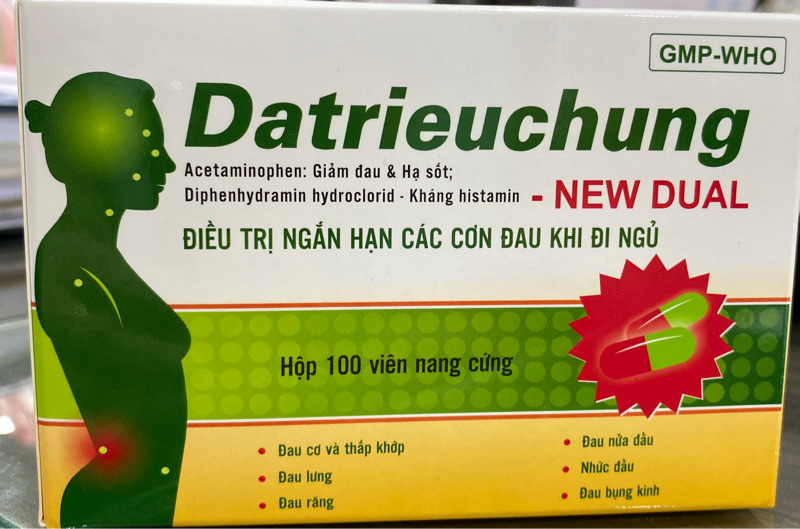 GMP-WHO
Datrieuchung
Acetaminophen: Giảm đau & Hạ sốt;
Diphenhydramin hydroclorid - Kháng histamin - NEW DUAL
ĐIỀU TRỊ NGẮN HẠN CÁC CƠN ĐAU KHI ĐI NGỦ
Hộp 100 viên nang cứng
• Đau cơ và thấp khớp
• Đau lưng
• Đau răng
• Đau nửa đầu
• Nhức đầu
• Đau bụng kinh